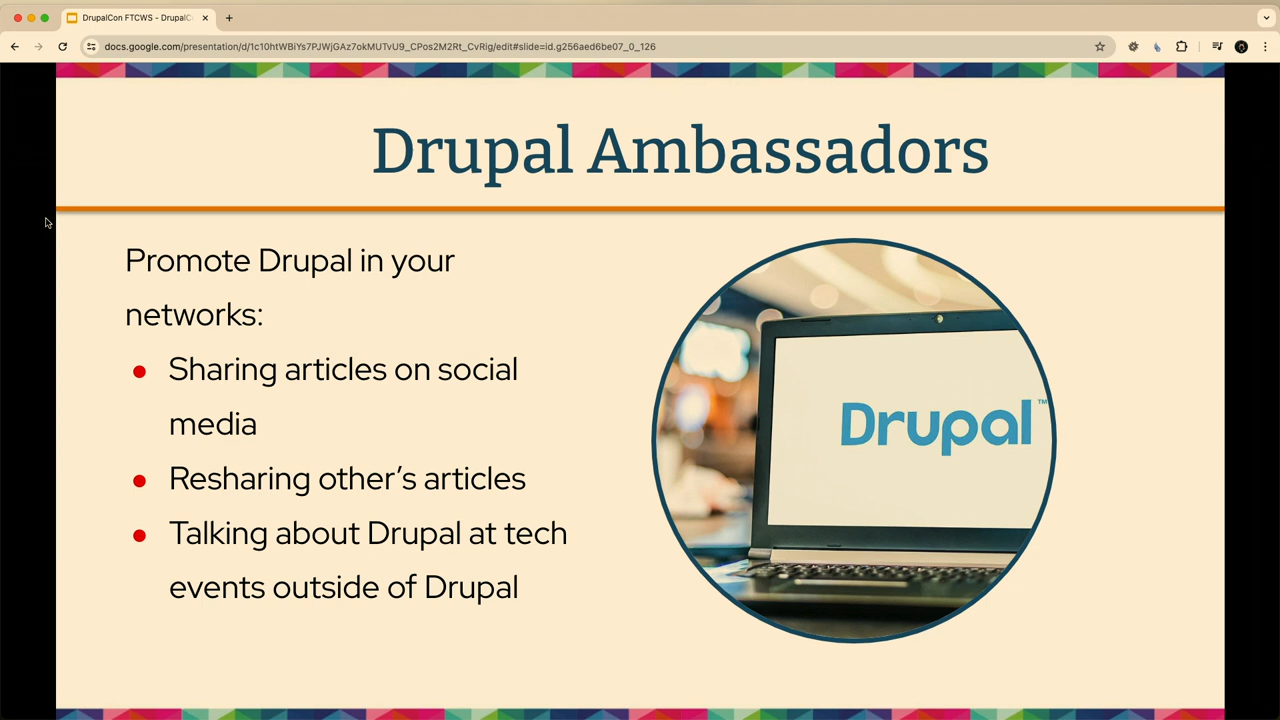 DrupalCon FTCWS - DrupalC
docs.google.com/presentation/d/1c10htWBiYs7PJWjGAz7okMUTvU9_CPos2M2Rt_CvRig/edit#slide=id.g256aed6be07_0_126
Drupal Ambassadors
Promote Drupal in your
networks:
● Sharing articles on social
media
● Resharing other’s articles
● Talking about Drupal at tech
events outside of Drupal
Drupal™